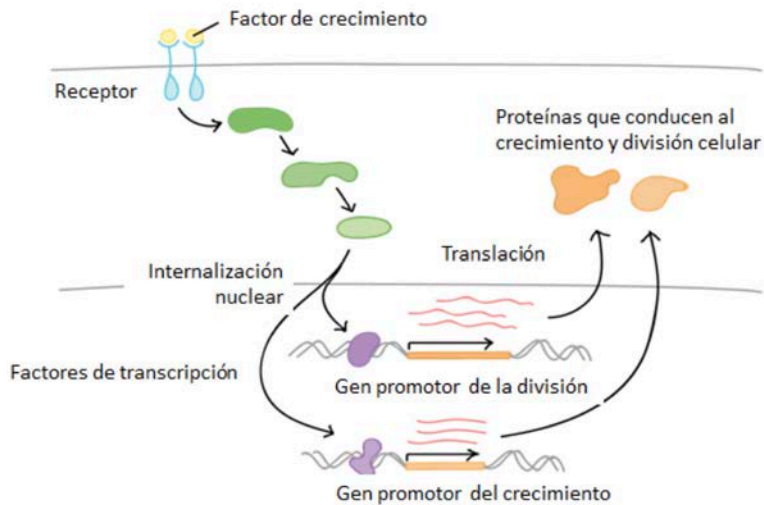 Factor de crecimiento
Receptor
Proteínas que conducen al
crecimiento y división celular
Internalización
nuclear
Translación
Factores de transcripción
Gen promotor de la división
Gen promotor del crecimiento